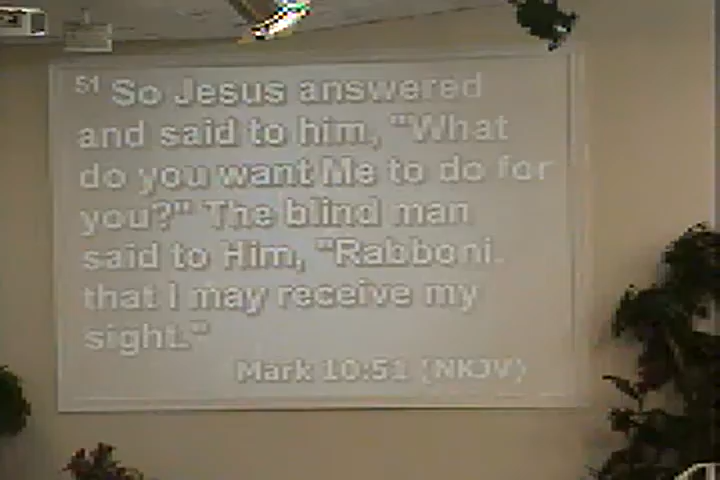 51 So Jesus answered
and said to him, "What
do you want Me to do for
you?" The blind man
said to Him, "Rabboni,
that I may receive my
sight."
Mark 10:51 (NKJV)